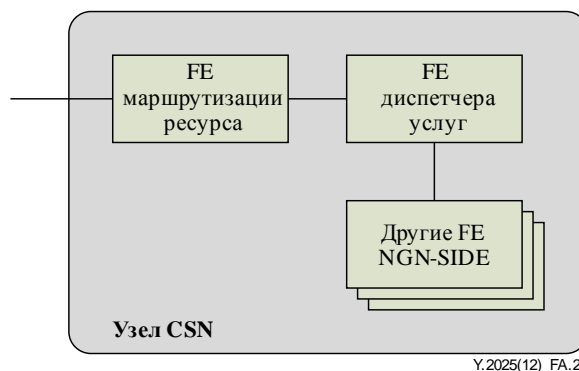 FE
маршрутизации
ресурса
FE
диспетчера
услуг
Другие FE
NGN-SIDE
Узел CSN
Y.2025(12)_FA.2